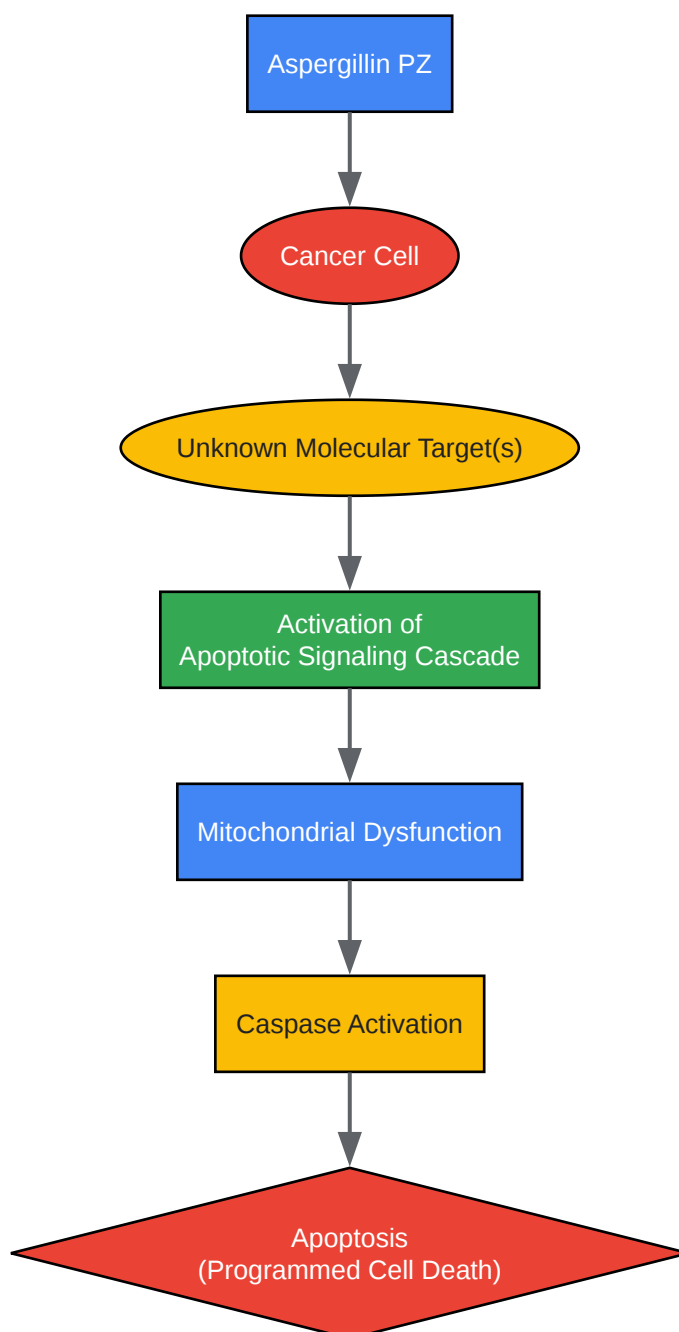 Aspergillin PZ
Cancer Cell
Unknown Molecular Target(s)
Activation of
Apoptotic Signaling Cascade
Mitochondrial Dysfunction
Caspase Activation
Apoptosis
(Programmed Cell Death)